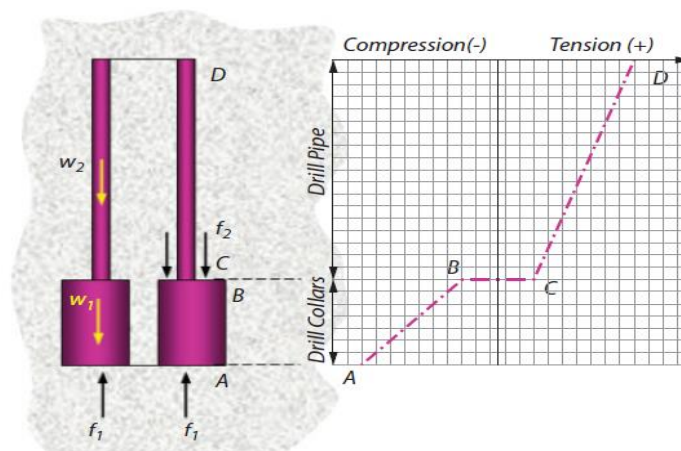 Compression(-)
Tension (+)
D
D
Drill Pipe
w2
f2
C
B
B
C
w1
Drill Collars
A
A
f1
f1